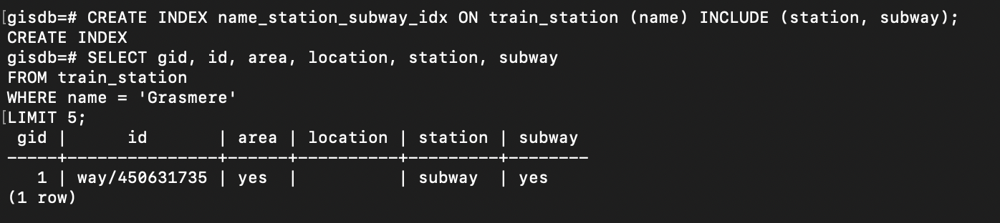 [gisdb=# CREATE INDEX name_station_subway_idx ON train_station (name) INCLUDE (station, subway);
CREATE INDEX
gisdb=# SELECT gid, id, area, location, station, subway
FROM train_station
WHERE name = 'Grasmere'
[LIMIT 5;
 gid |      id       | area | location | station | subway
-----+---------------+------+----------+---------+--------
   1 | way/450631735 | yes  |          | subway  | yes
(1 row)